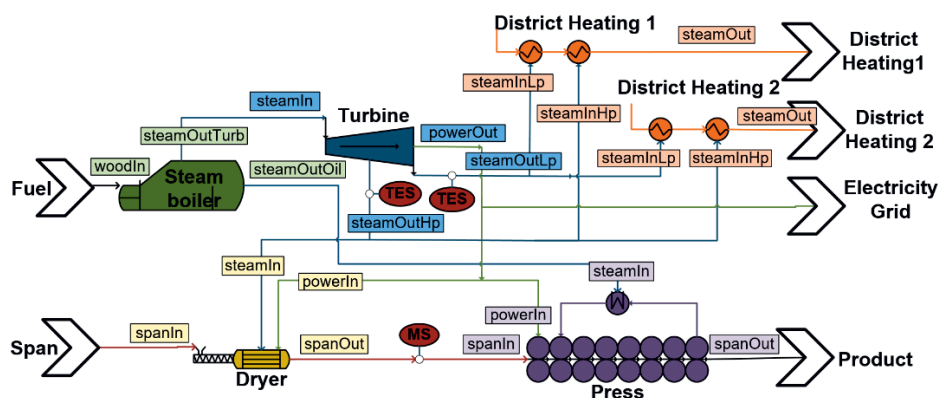 District Heating 1
steamOut
District
Heating1
steamInLp
District Heating 2
steamIn
steamInHp
steamOut
Turbine
steamOutTurb
powerOut
District
Heating 2
steamOutLp
steamInLp
steamInHp
woodIn
steamOutOil
Fuel
Steam
boiler
TES
TES
Electricity
Grid
steamOutHp
steamIn
steamIn
powerIn
powerIn
spanIn
MS
Span
spanOut
spanIn
spanOut
Product
Dryer
Press